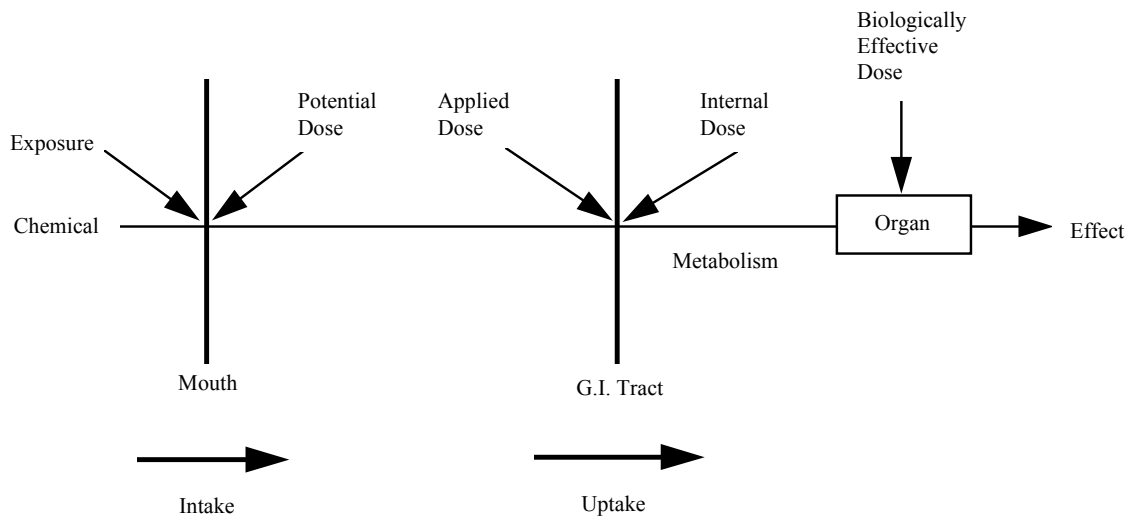 Biologically
Effective
Dose
Potential
Dose
Applied
Dose
Internal
Dose
Exposure
Chemical
Organ
Effect
Metabolism
Mouth
G.I. Tract
Intake
Uptake